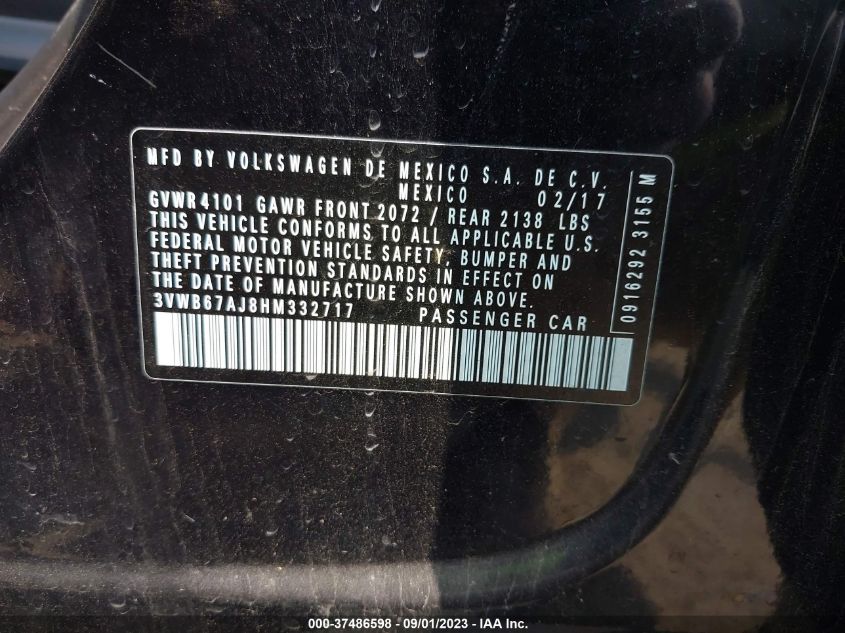 MFD BY VOLKSWAGEN DE MEXICO S.A. DE C.V.
MEXICO 02/17
GVWR 4101 GAWR FRONT 2072 / REAR 2138 LBS
THIS VEHICLE CONFORMS TO ALL APPLICABLE U.S.
FEDERAL MOTOR VEHICLE SAFETY, BUMPER AND
THEFT PREVENTION STANDARDS IN EFFECT ON
THE DATE OF MANUFACTURE SHOWN ABOVE.
3VWB67AJ8HM332717 PASSENGER CAR
0916292 3155 M
000-37486598 - 09/01/2023 - IAA Inc.